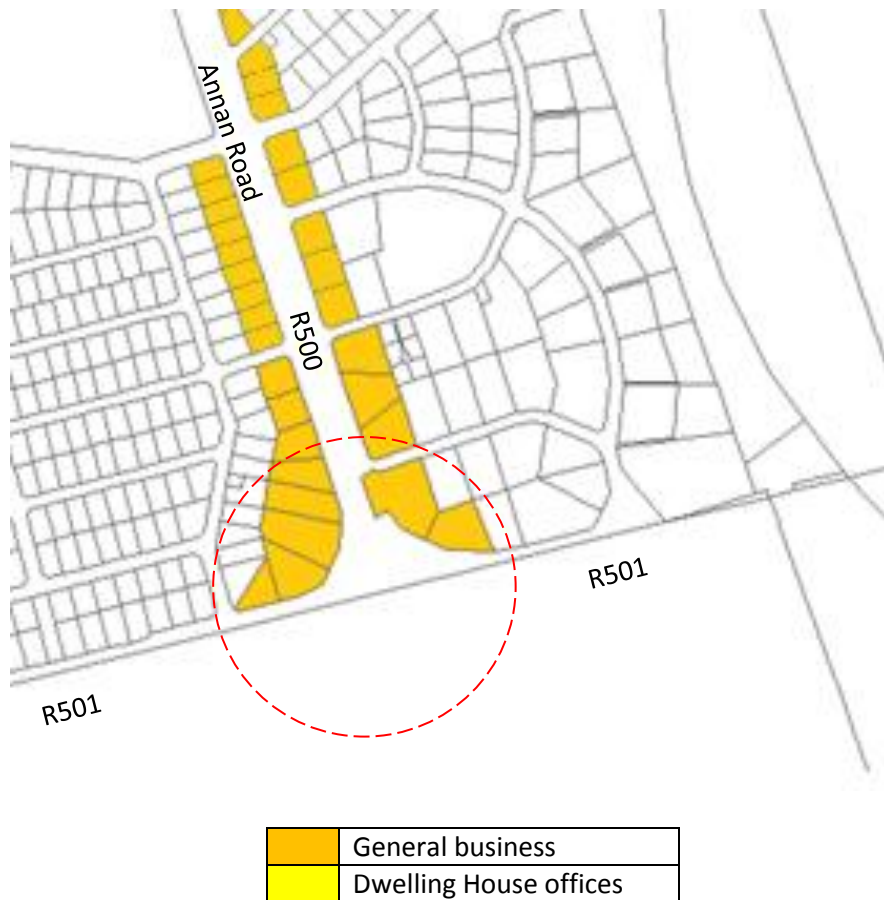 Annan Road
R500
R501
R501
General business
Dwelling House offices